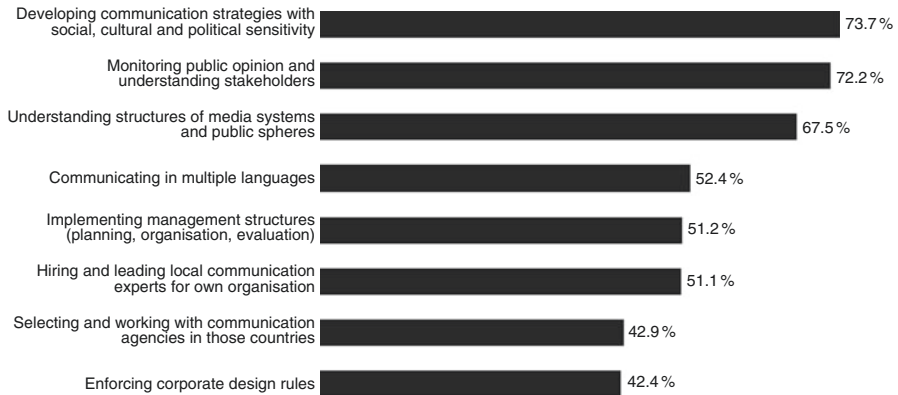 Developing communication strategies with
social, cultural and political sensitivity
73.7 %
Monitoring public opinion and
understanding stakeholders
72.2 %
Understanding structures of media systems
and public spheres
67.5 %
Communicating in multiple languages
52.4 %
Implementing management structures
(planning, organisation, evaluation)
51.2 %
Hiring and leading local communication
experts for own organisation
51.1 %
Selecting and working with communication
agencies in those countries
42.9 %
Enforcing corporate design rules
42.4 %